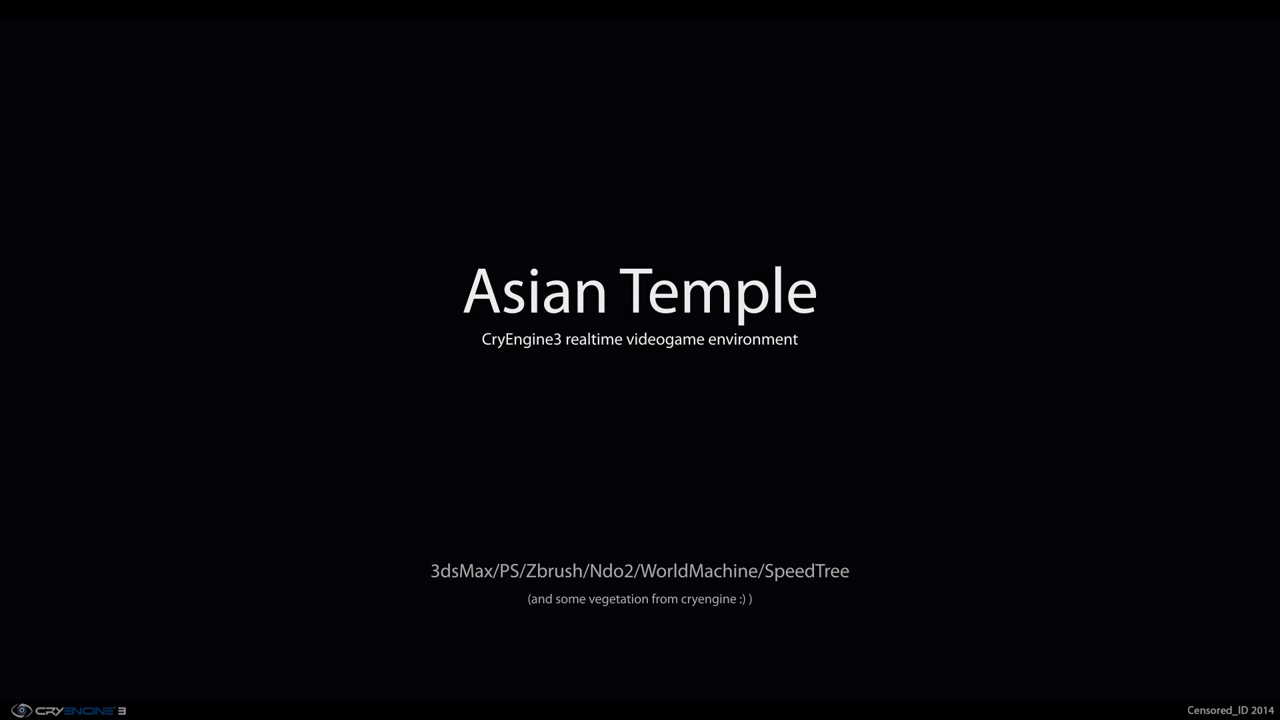 Asian Temple
CryEngine3 realtime videogame environment
3dsMax/PS/Zbrush/Ndo2/WorldMachine/SpeedTree
(and some vegetation from cryengine :) )
CRYENGINE® 3
Censored_ID 2014